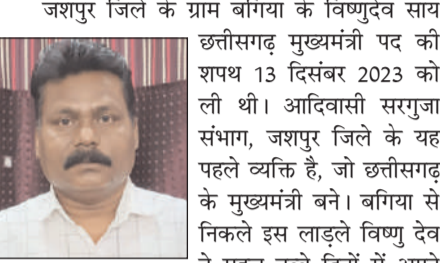 जशपुर जिले के ग्राम बगिया के विष्णुदेव साय
छत्तीसगढ़ मुख्यमंत्री पद की
शपथ 13 दिसंबर 2023 को
ली थी। आदिवासी सरगुजा
संभाग, जशपुर जिले के यह
पहले व्यक्ति है, जो छत्तीसगढ़
के मुख्यमंत्री बने। बगिया से
निकले इस लाड़ले विष्णु देव